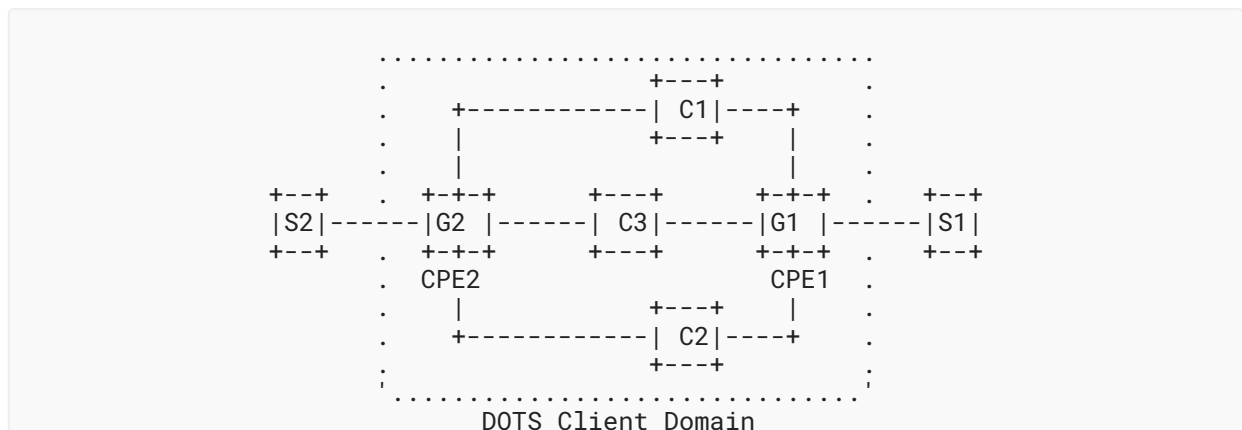 . . . . . . . . . . . . . . . . . . . . . . . . . . . . . . . . .
.                  +---+          .
.    +------------| C1|----+     .
.    |            +---+    |     .
.    |                      |     .
+--+   .  +-+-+      +---+      +-+-+  .   +--+
|S2|------|G2 |------| C3|------|G1 |------|S1|
+--+   .  +-+-+      +---+      +-+-+  .   +--+
.  CPE2                   CPE1  .
.    |            +---+    |     .
.    +------------| C2|----+     .
.                  +---+          .
'. . . . . . . . . . . . . . . . . . . . . . . . . . . . . . . '
DOTS Client Domain